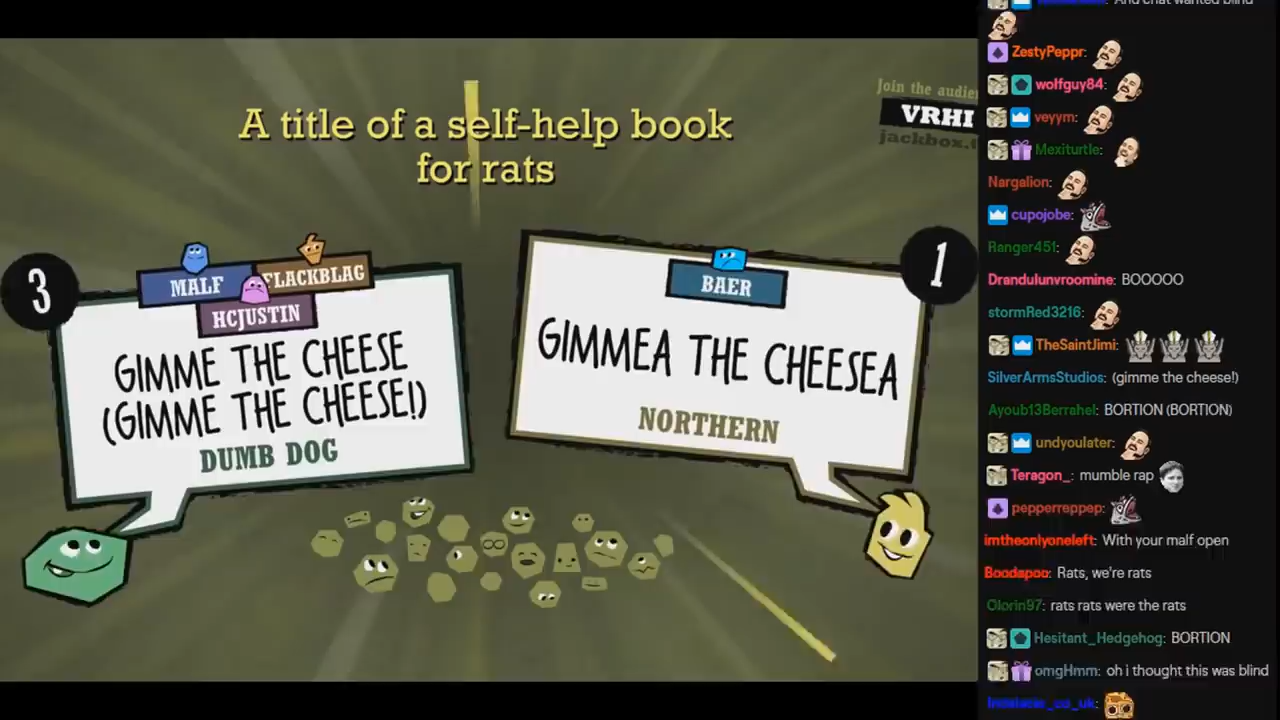 And chat wanted blind
A title of a self-help book
for rats
Join the audie
VRHI
jackbox.c
3
MALF
FLACKBLAG
HCJUSTIN
GIMME THE CHEESE
(GIMME THE CHEESE!)
DUMB DOG
1
BAER
GIMMEA THE CHEESEA
NORTHERN
ZestyPeppr:
wolfguy84:
veyym:
Mexiturtle:
Nargalion:
cupojobe:
Ranger451:
Drandulunvroomine: BOOOOO
stormRed3216:
TheSaintJimi:
SilverArmsStudios: (gimme the cheese!)
Ayoub13Berrahel: BORTION (BORTION)
undyoulater:
Teragon_: mumble rap
pepperreppep:
imtheonlyoneleft: With your malf open
Boodapoo: Rats, we're rats
Olorin97: rats rats were the rats
Hesitant_Hedgehog: BORTION
omgHmm: oh i thought this was blind